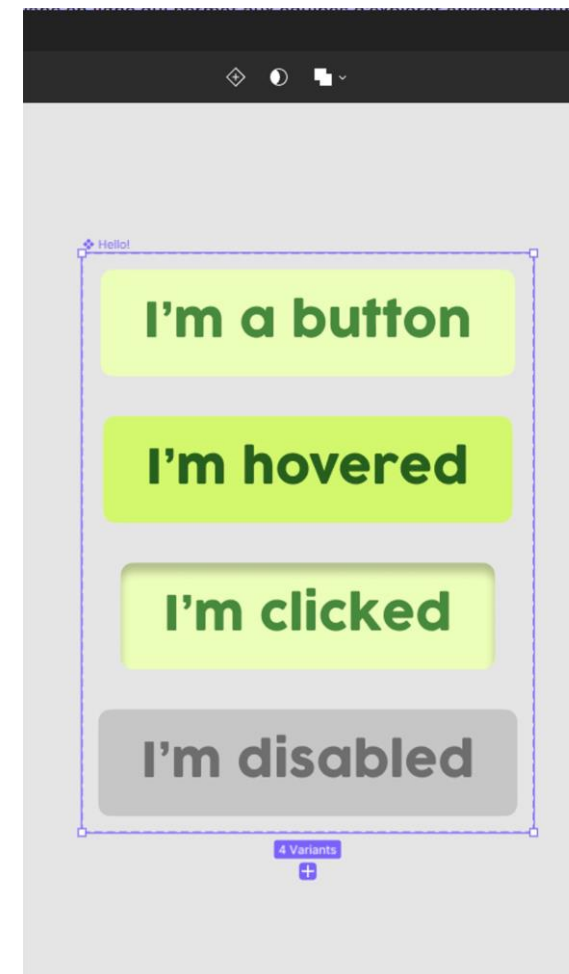 Hello!
I’m a button
I’m hovered
I’m clicked
I’m disabled
4 Variants